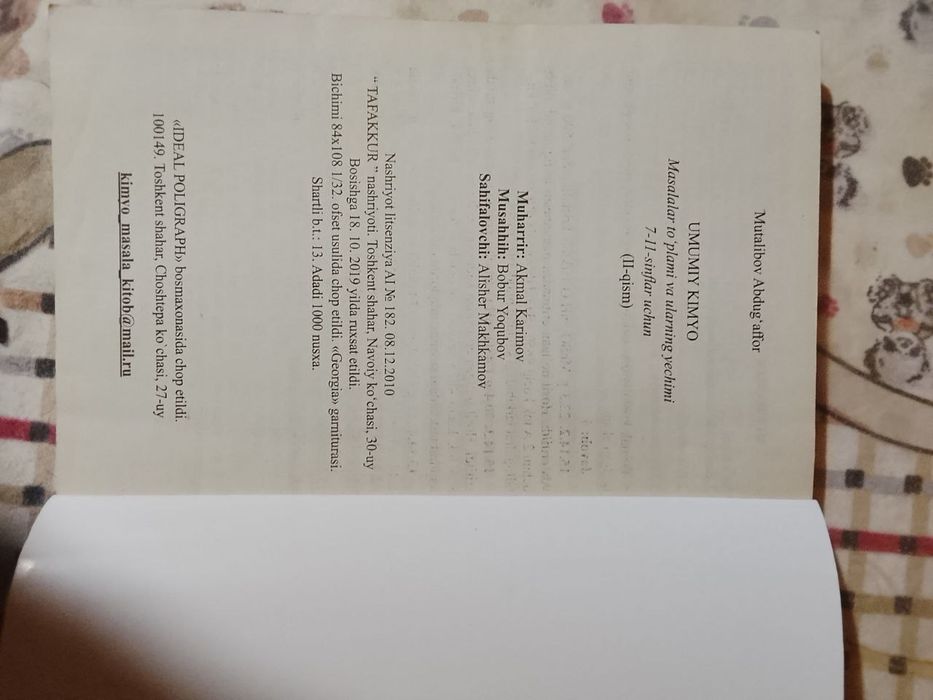 Mutalibov Abdug‘affor
UMUMIY KIMYO
Masalalar to‘plami va ularning yechimi
7-11-sinflar uchun
(II-qism)
Muharrir: Akmal Karimov
Musahhih: Bobur Yoqubov
Sahifalovchi: Alisher Makhkamov
Nashriyot litsenziya AI № 182. 08.12.2010
“ TAFAKKUR ” nashriyoti. Toshkent shahar, Navoiy ko‘chasi, 30-uy
Bosishga 18. 10. 2019 yilda ruxsat etildi.
Bichimi 84x108 1/32. ofset usulida chop etildi. «Georgia» garniturasi.
Shartli b.t.: 13. Adadi 1000 nusxa.
«IDEAL POLIGRAPH» bosmaxonasida chop etildi.
100149. Toshkent shahar, Choshtepa ko‘chasi, 27-uy
kimyo_masala_kitob@mail.ru